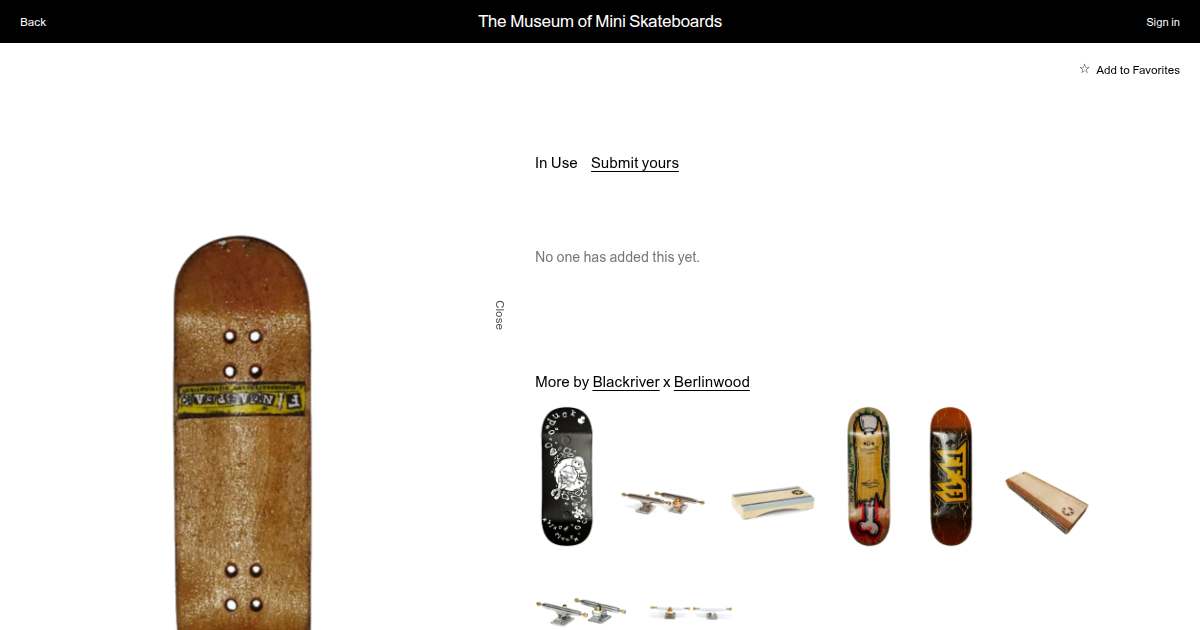 Back
The Museum of Mini Skateboards
Sign in
☆ Add to Favorites
In Use Submit yours
No one has added this yet.
Close
More by Blackriver x Berlinwood